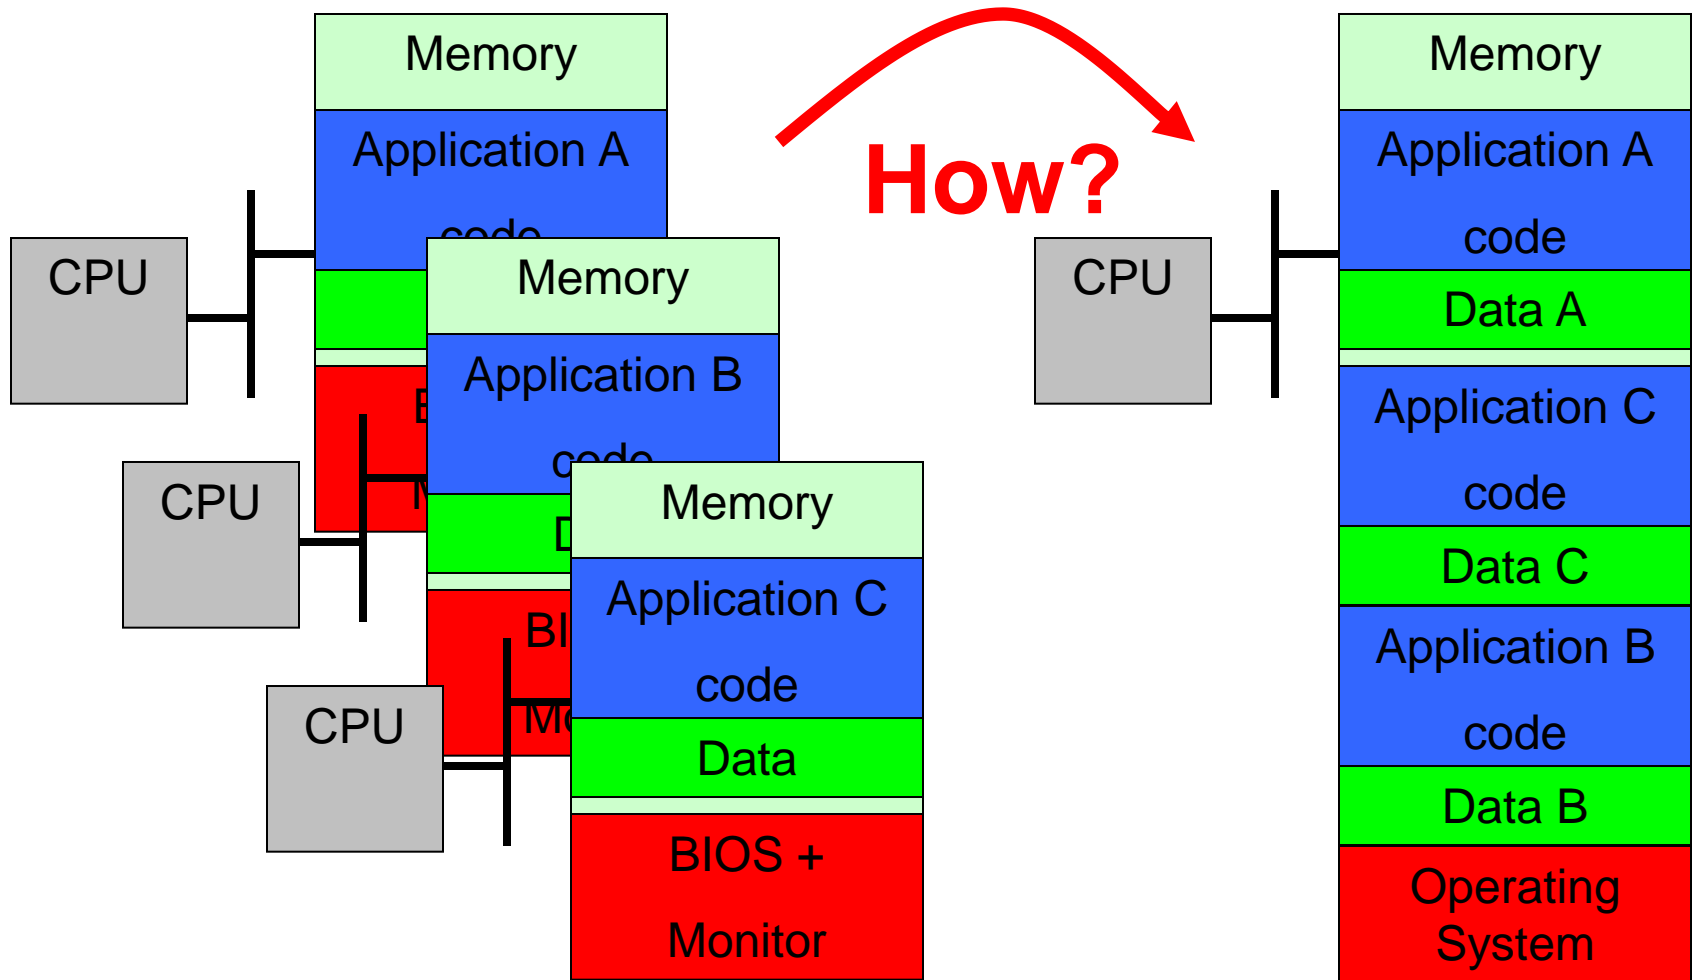 Memory
Application A
code
CPU
Memory
Application B
code
CPU
Memory
Application C
code
CPU
Data
BIOS +
Monitor
How?
Memory
Application A
code
CPU
Data A
Application C
code
Data C
Application B
code
Data B
Operating
System